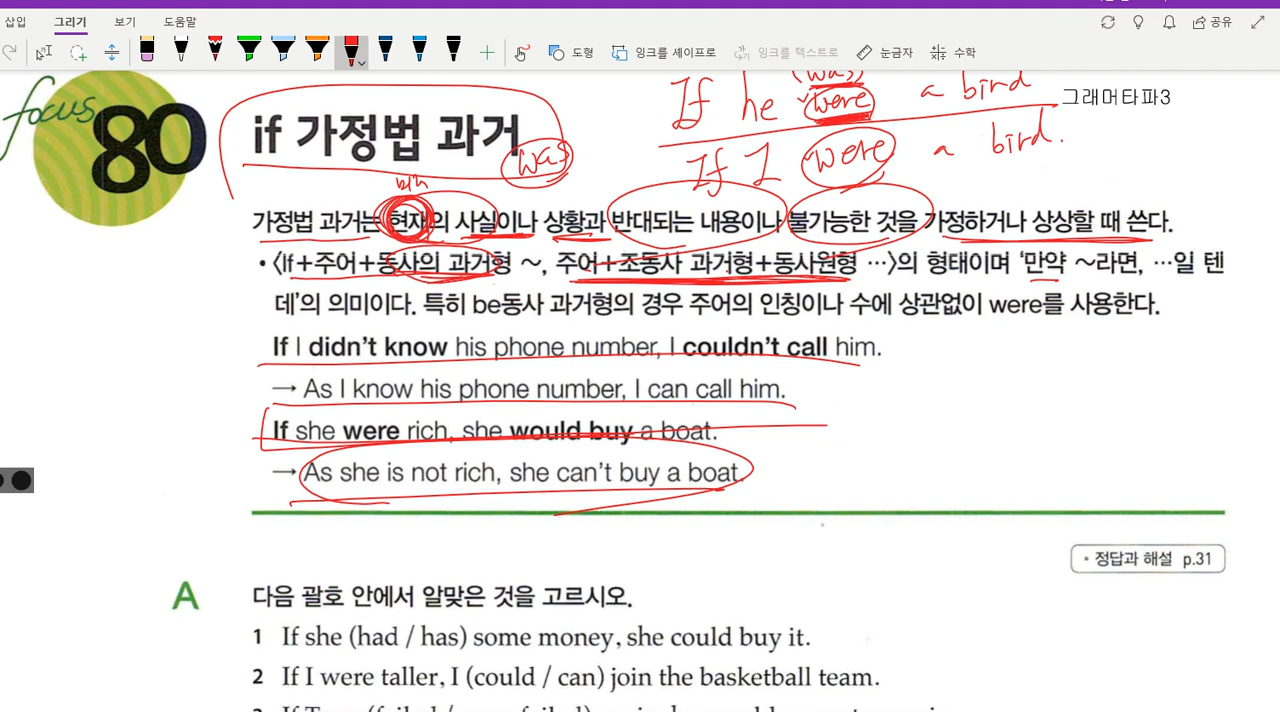 삽입 그리기 보기 도움말
공유
도형 잉크를 셰이프로 잉크를 텍스트로 눈금자 수학
(was)
If he were a bird
그래머타파3
If I were a bird.
focus
80
if 가정법 과거
was
가정법 과거는 현재의 사실이나 상황과 반대되는 내용이나 불가능한 것을 가정하거나 상상할 때 쓴다.
• 〈If+주어+동사의 과거형 ~, 주어+조동사 과거형+동사원형 …〉의 형태이며 '만약 ~라면, …일 텐
데'의 의미이다. 특히 be동사 과거형의 경우 주어의 인칭이나 수에 상관없이 were를 사용한다.
If I didn't know his phone number, I couldn't call him.
→ As I know his phone number, I can call him.
If she were rich, she would buy a boat.
→ As she is not rich, she can't buy a boat.
• 정답과 해설 p.31
A 다음 괄호 안에서 알맞은 것을 고르시오.
1 If she (had / has) some money, she could buy it.
2 If I were taller, I (could / can) join the basketball team.